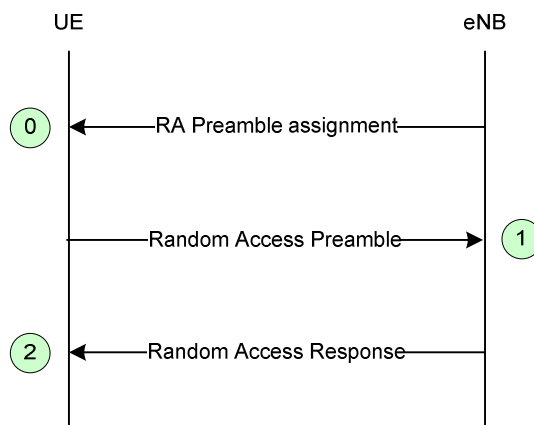 UE eNB
0 RA Preamble assignment
Random Access Preamble 1
2 Random Access Response